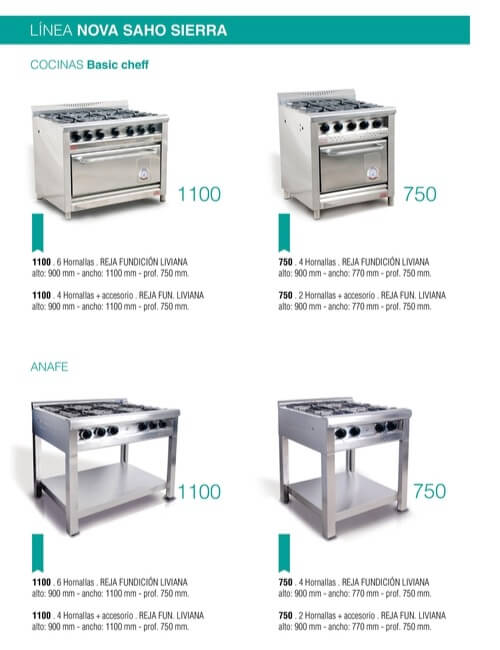 LÍNEA NOVA SAHO SIERRA
COCINAS Basic cheff
1100
750
1100 . 6 Hornallas . REJA FUNDICIÓN LIVIANA
alto: 900 mm - ancho: 1100 mm - prof. 750 mm.
1100 . 4 Hornallas + accesorio . REJA FUN. LIVIANA
alto: 900 mm - ancho: 1100 mm - prof. 750 mm.
750 . 4 Hornallas . REJA FUNDICIÓN LIVIANA
alto: 900 mm - ancho: 770 mm - prof. 750 mm.
750 . 2 Hornallas + accesorio . REJA FUN. LIVIANA
alto: 900 mm - ancho: 770 mm - prof. 750 mm.
ANAFE
1100
750
1100 . 6 Hornallas . REJA FUNDICIÓN LIVIANA
alto: 900 mm - ancho: 1100 mm - prof. 750 mm.
1100 . 4 Hornallas + accesorio . REJA FUN. LIVIANA
alto: 900 mm - ancho: 1100 mm - prof. 750 mm.
750 . 4 Hornallas . REJA FUNDICIÓN LIVIANA
alto: 900 mm - ancho: 770 mm - prof. 750 mm.
750 . 2 Hornallas + accesorio . REJA FUN. LIVIANA
alto: 900 mm - ancho: 770 mm - prof. 750 mm.